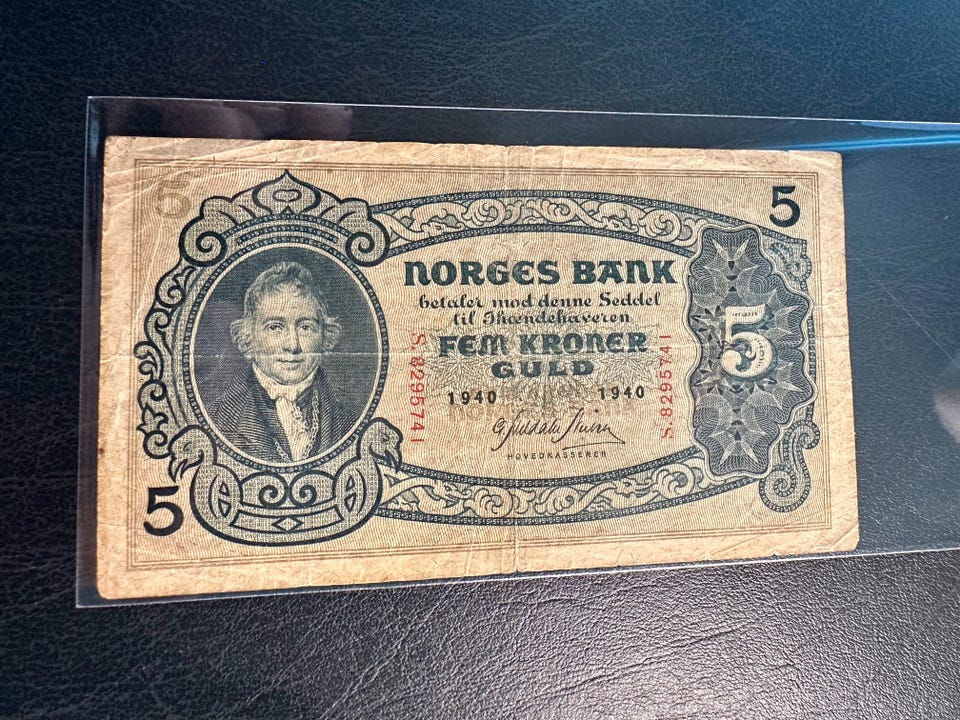 5
5
NORGES BANK
betaler mod denne Seddel
til Ihændehaveren
FEM KRONER
GULD
1940 1940
S. 8295741
S. 8295741
HOVEDKASSERER
5
5